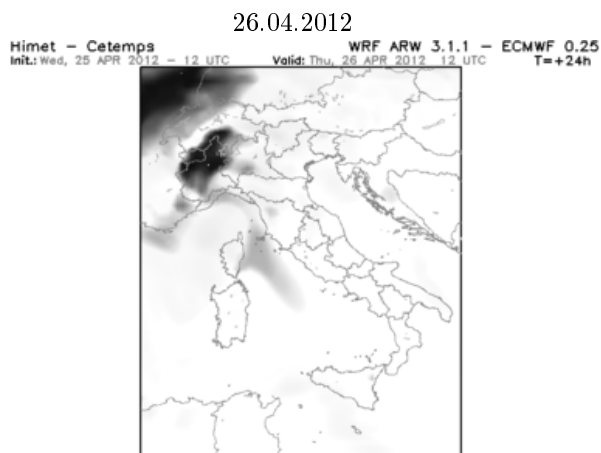 26.04.2012
Himet – Cetemps WRF ARW 3.1.1 – ECMWF 0.25
Init.: Wed, 25 APR 2012 – 12 UTC Valid: Thu, 26 APR 2012 12 UTC T=+24h